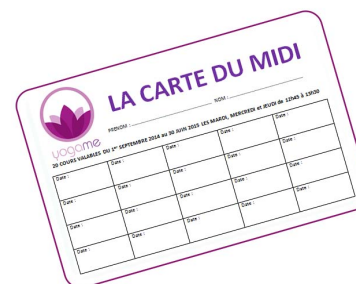 LA CARTE DU MIDI
PRENOM : NOM :
yogome
20 COURS VALABLES DU 1er SEPTEMBRE 2014 au 30 JUIN 2015 LES MARDI, MERCREDI et JEUDI de 12h45 à 13h30
Date : Date : Date : Date : Date :
Date : Date : Date : Date : Date :
Date : Date : Date : Date : Date :
Date : Date : Date : Date : Date :